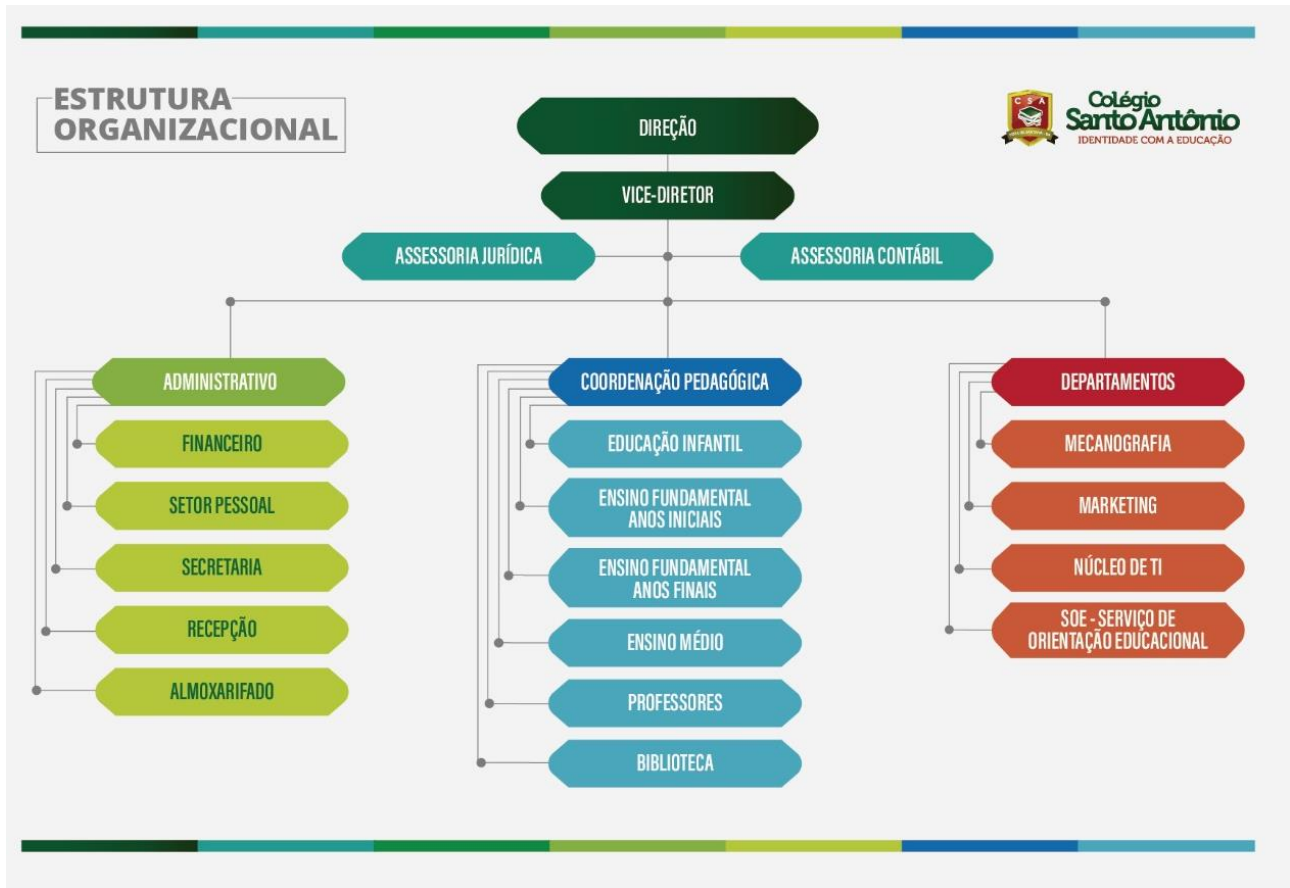 ESTRUTURA
ORGANIZACIONAL
CSA
Colégio
Santo Antônio
IDENTIDADE COM A EDUCAÇÃO
DIREÇÃO
VICE-DIRETOR
ASSESSORIA JURÍDICA
ASSESSORIA CONTÁBIL
ADMINISTRATIVO
FINANCEIRO
SETOR PESSOAL
SECRETARIA
RECEPÇÃO
ALMOXARIFADO
COORDENAÇÃO PEDAGÓGICA
EDUCAÇÃO INFANTIL
ENSINO FUNDAMENTAL
ANOS INICIAIS
ENSINO FUNDAMENTAL
ANOS FINAIS
ENSINO MÉDIO
PROFESSORES
BIBLIOTECA
DEPARTAMENTOS
MECANOGRAFIA
MARKETING
NÚCLEO DE TI
SOE - SERVIÇO DE
ORIENTAÇÃO EDUCACIONAL